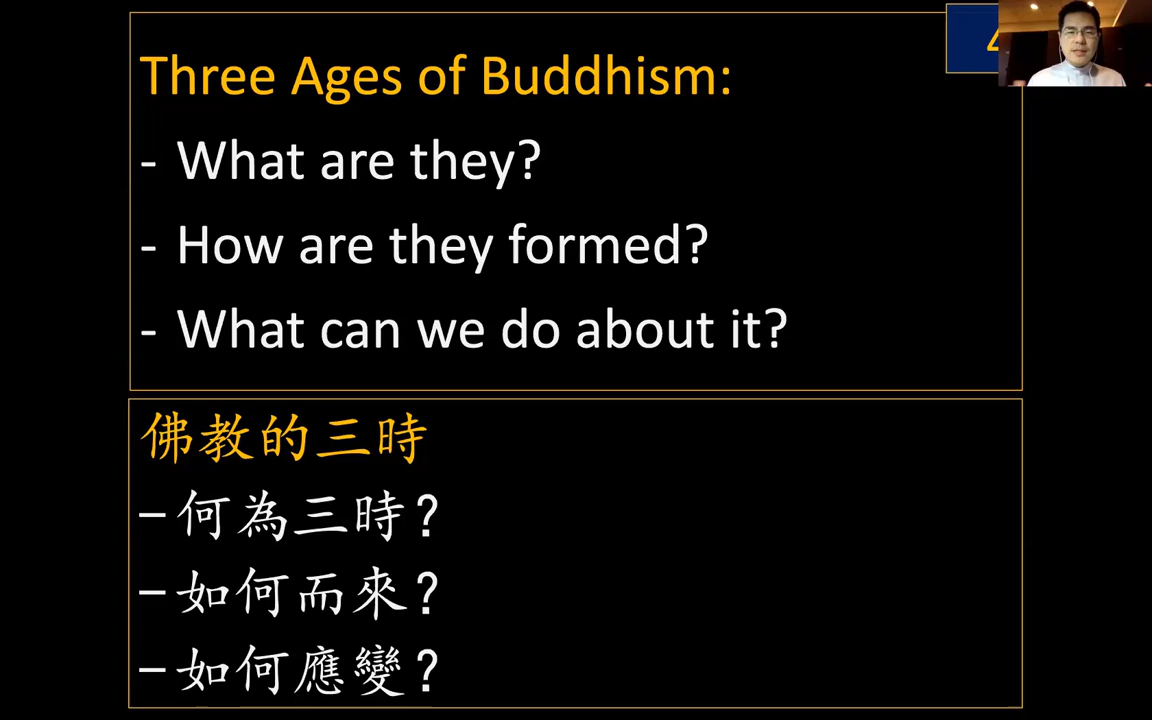 Three Ages of Buddhism:
- What are they?
- How are they formed?
- What can we do about it?
佛教的三時
–何為三時?
–如何而來?
–如何應變?